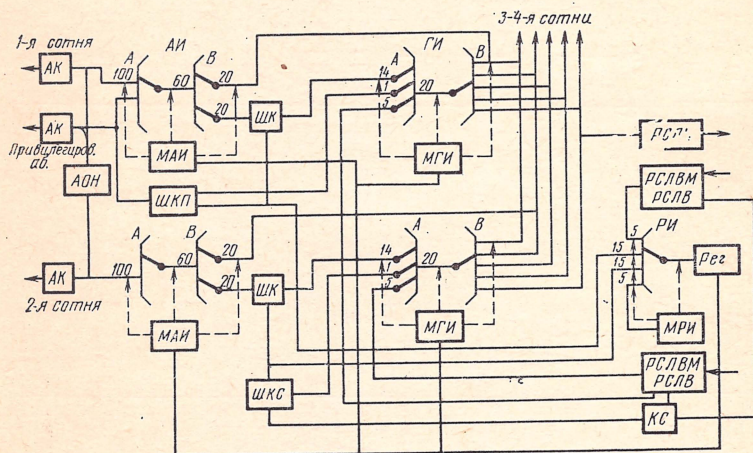 3-4-я сотни
1-я сотня
АИ
ГИ
А
В
А
В
АК
100
60
20
20
14
1
5
20
ШК
АК
Привилегиров.
аб.
МАИ
МГИ
АОН
ШКП
РСЛВМ
РСЛВ
РИ
А
В
А
В
АК
100
60
20
20
14
1
5
20
5
15
15
5
Рег
ШК
2-я сотня
МАИ
МГИ
МРИ
ШКС
РСЛВМ
РСЛВ
КС